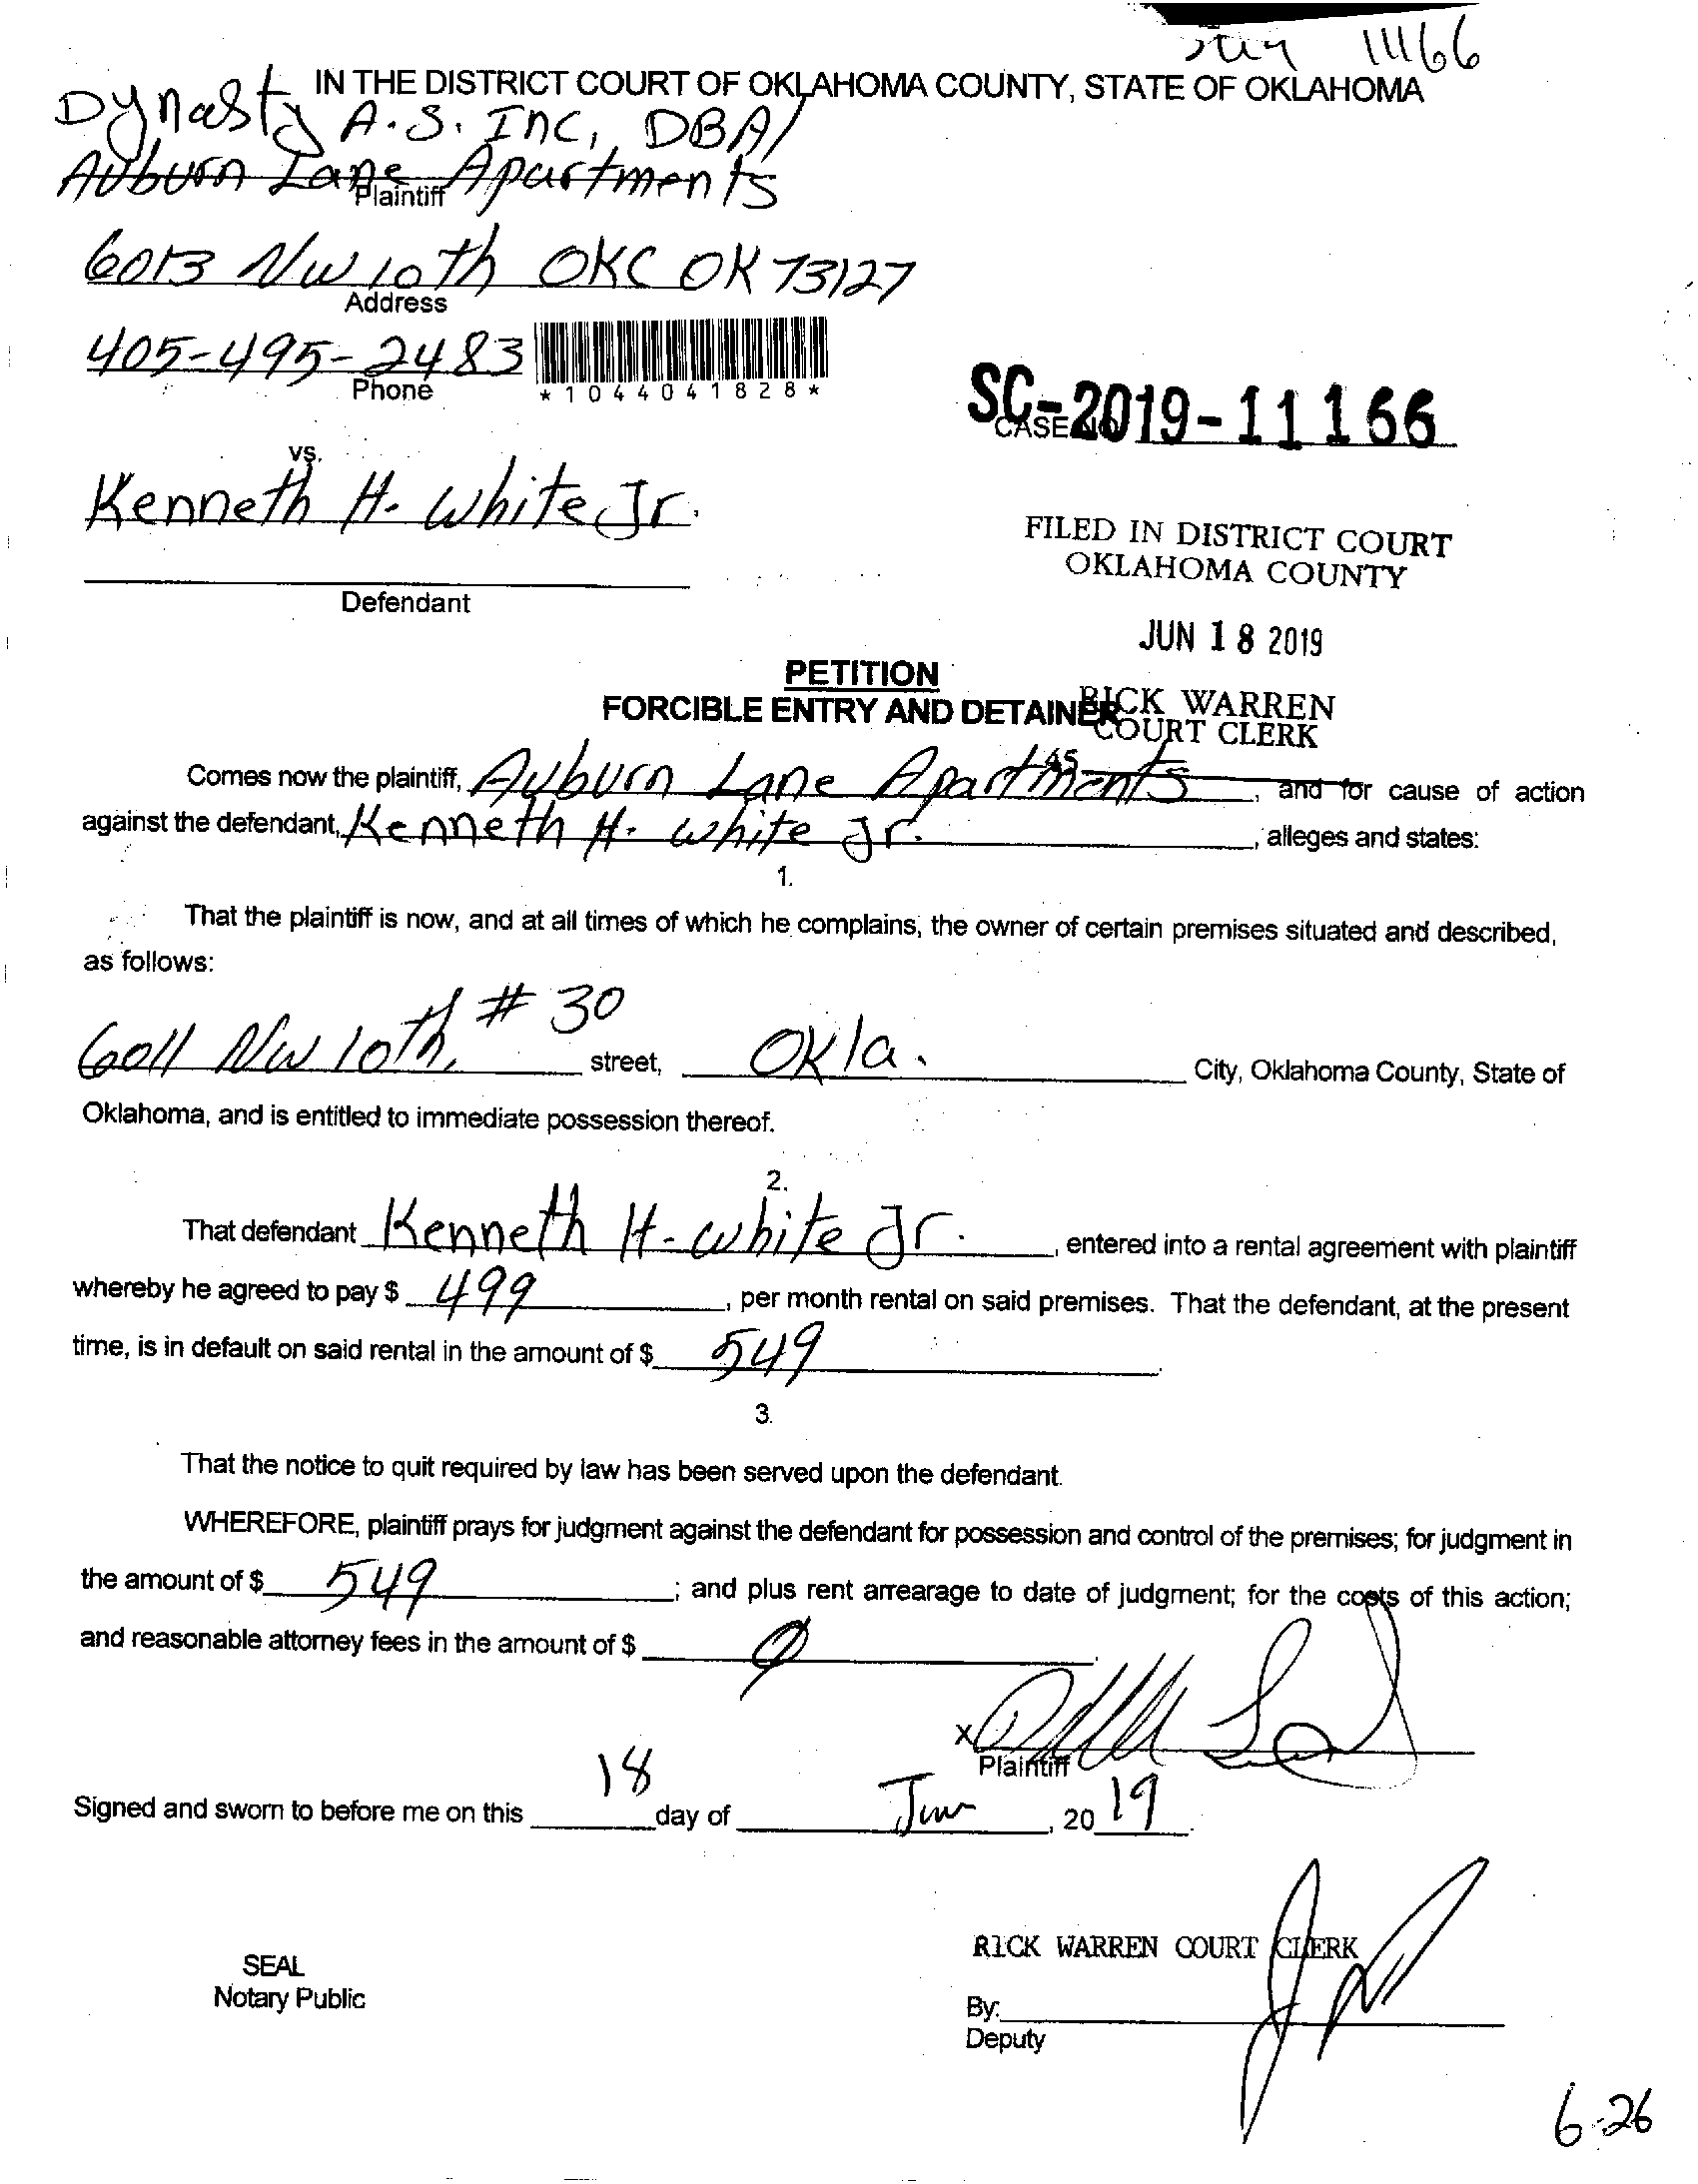 11166
IN THE DISTRICT COURT OF OKLAHOMA COUNTY, STATE OF OKLAHOMA
Dynasty A.S. Inc, DBA/
Auburn Lane Apartments
Plaintiff
6013 NW 10th OKC OK 73127
Address
405-495-2483
Phone
*1044041828*
SC-2019-11166
CASE NO
vs.
Kenneth H. White Jr.
Defendant
FILED IN DISTRICT COURT
OKLAHOMA COUNTY
JUN 18 2019
RICK WARREN
COURT CLERK
PETITION
FORCIBLE ENTRY AND DETAINER
45
Comes now the plaintiff, Auburn Lane Apartments, and for cause of action
against the defendant, Kenneth H. White Jr., alleges and states:
1.
That the plaintiff is now, and at all times of which he complains, the owner of certain premises situated and described,
as follows:
6011 NW 10th, # 30 street, Okla. City, Oklahoma County, State of
Oklahoma, and is entitled to immediate possession thereof.
2.
That defendant Kenneth H. White Jr., entered into a rental agreement with plaintiff
whereby he agreed to pay $ 499, per month rental on said premises. That the defendant, at the present
time, is in default on said rental in the amount of $ 549.
3.
That the notice to quit required by law has been served upon the defendant.
WHEREFORE, plaintiff prays for judgment against the defendant for possession and control of the premises; for judgment in
the amount of $ 549; and plus rent arrearage to date of judgment; for the costs of this action;
and reasonable attorney fees in the amount of $ 0.
X
Plaintiff
Signed and sworn to before me on this 18 day of Jun, 2019.
RICK WARREN COURT CLERK
SEAL
Notary Public
By:
Deputy
6-26